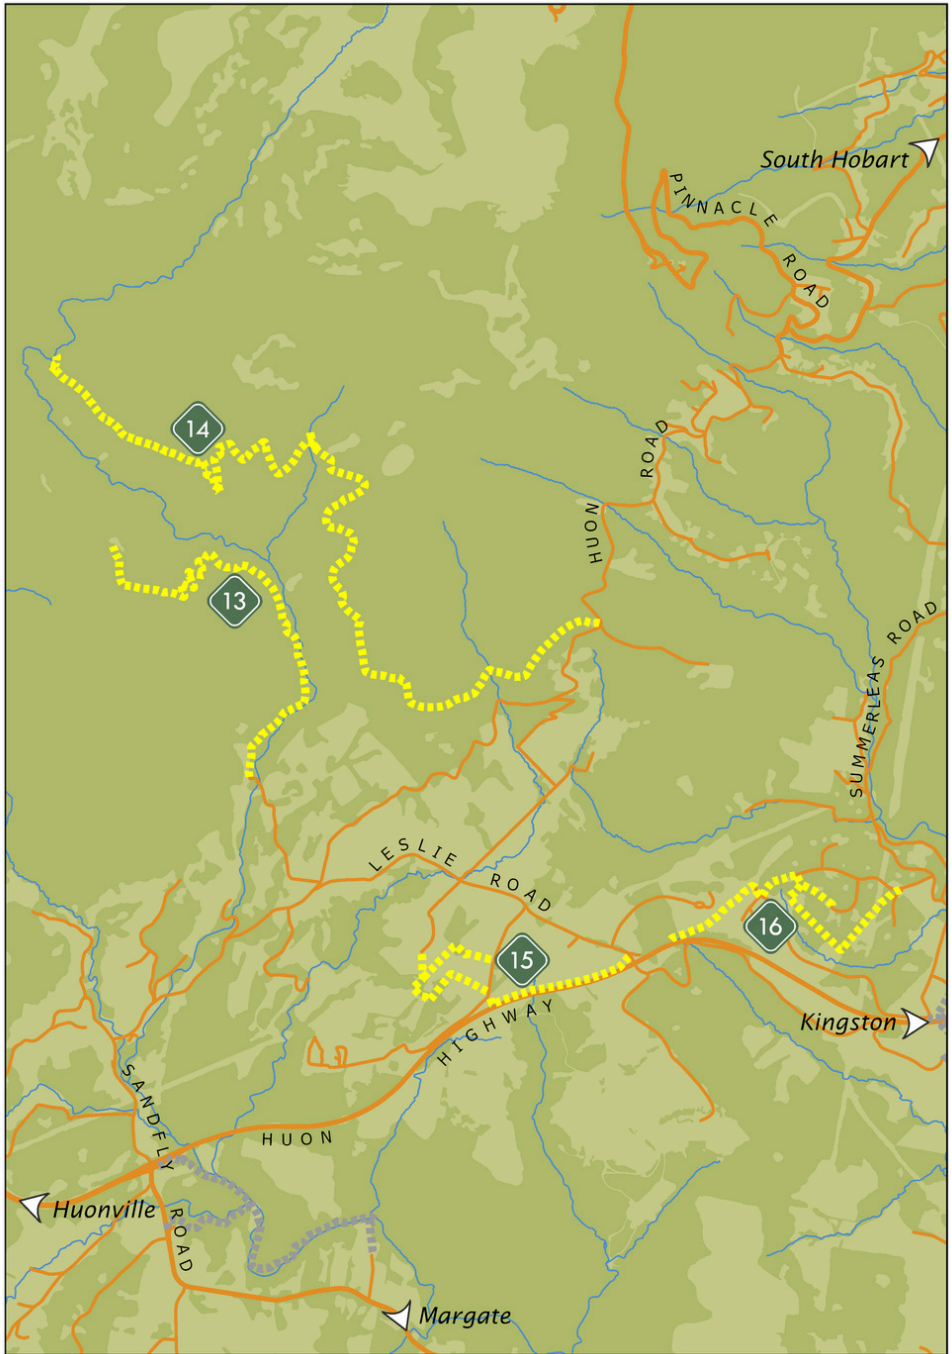 South Hobart
PINNACLE
ROAD
14
ROAD
HUON
13
ROAD
SUMMERLEAS
LESLIE
ROAD
16
15
Kingston
HIGHWAY
SANDFLY
HUON
Huonville
ROAD
Margate